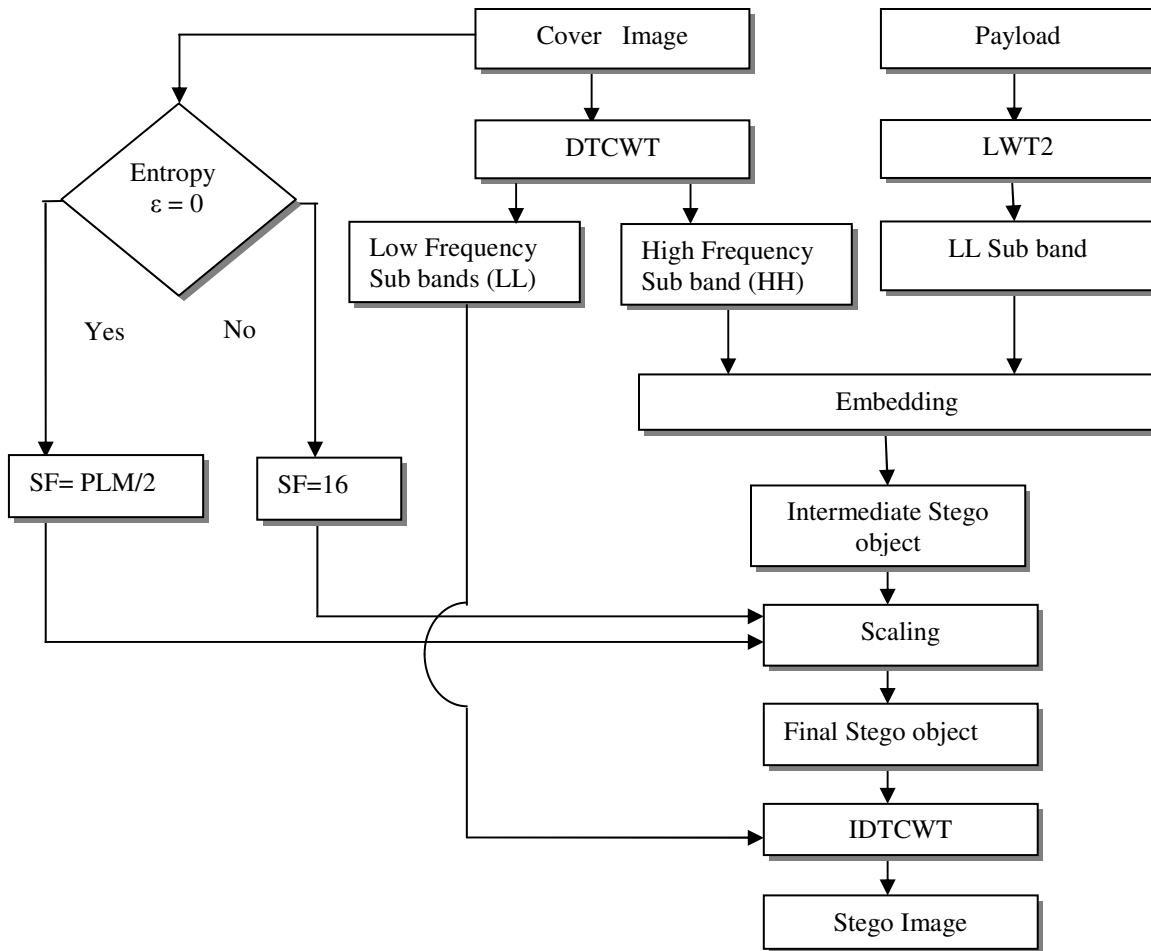 Cover Image
Payload
DTCWT
LWT2
Entropy
ε = 0
Low Frequency
Sub bands (LL)
High Frequency
Sub band (HH)
LL Sub band
Yes
No
Embedding
SF= PLM/2
SF=16
Intermediate Stego
object
Scaling
Final Stego object
IDTCWT
Stego Image